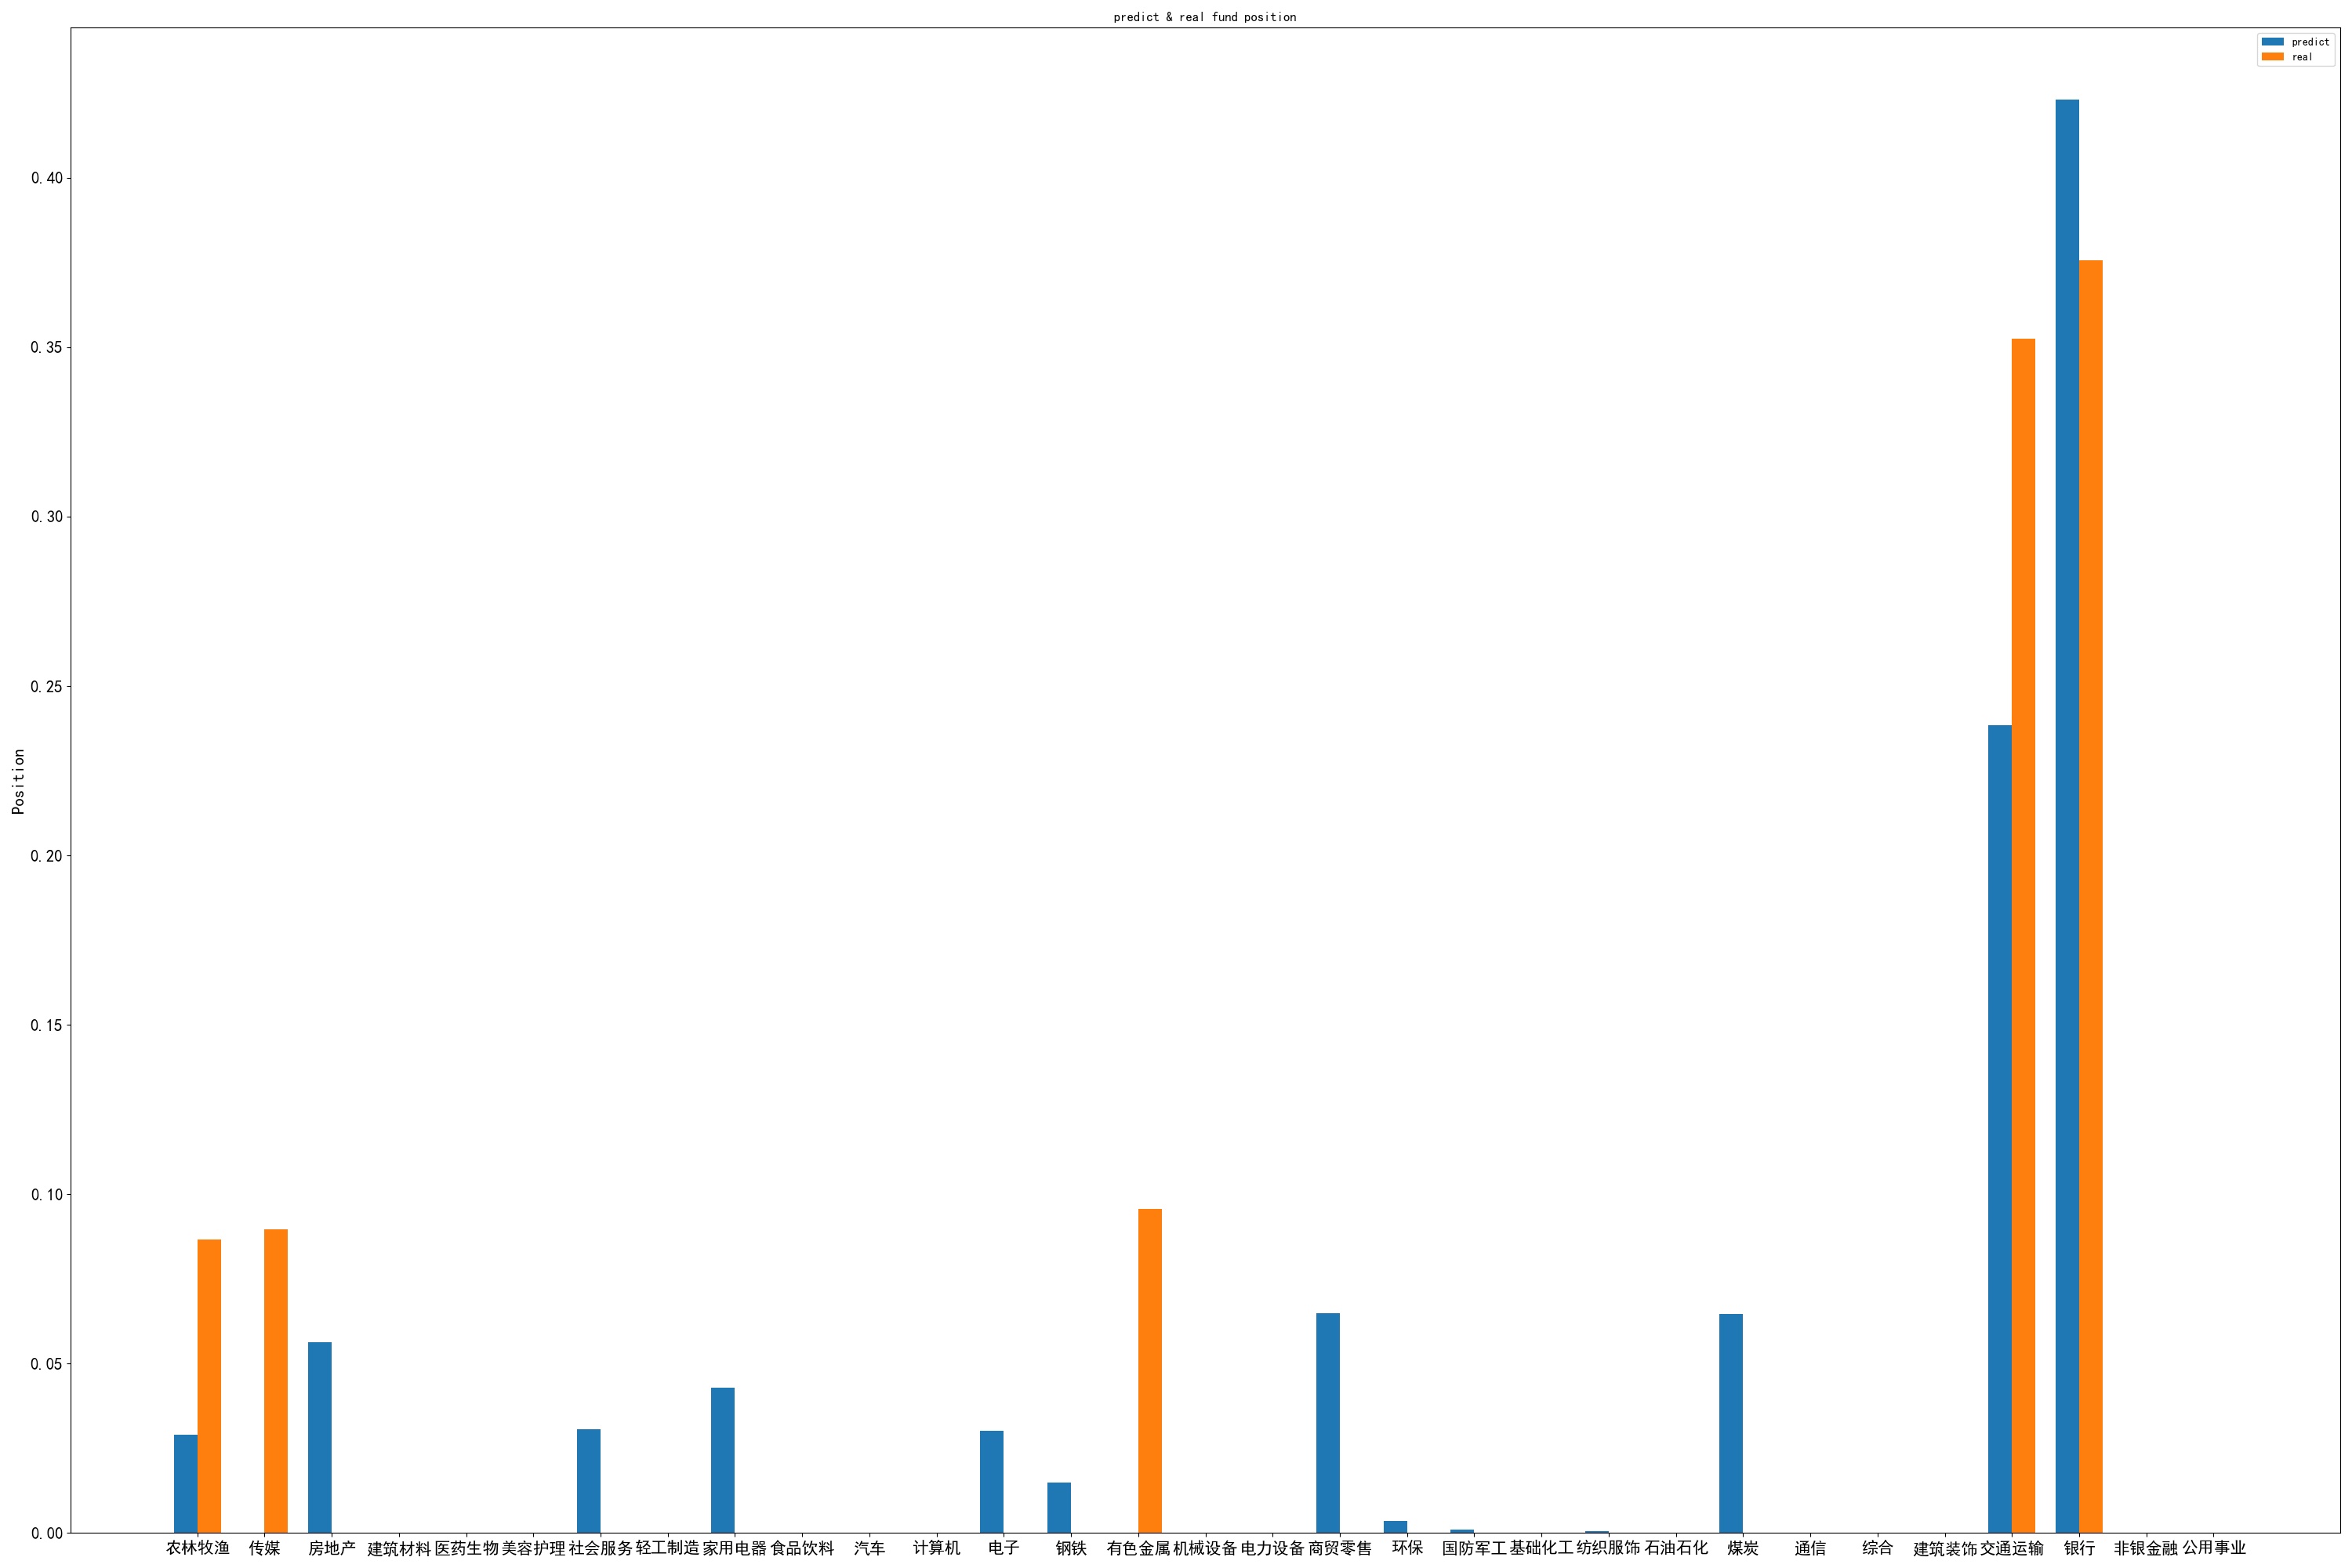 predict & real fund position
predict
real
0.40
0.35
0.30
0.25
0.20
0.15
0.10
0.05
0.00
Position
农林牧渔 传媒 房地产 建筑材料 医药生物 美容护理 社会服务 轻工制造 家用电器 食品饮料 汽车 计算机 电子 钢铁 有色金属 机械设备 电力设备 商贸零售 环保 国防军工 基础化工 纺织服饰 石油石化 煤炭 通信 综合 建筑装饰 交通运输 银行 非银金融 公用事业